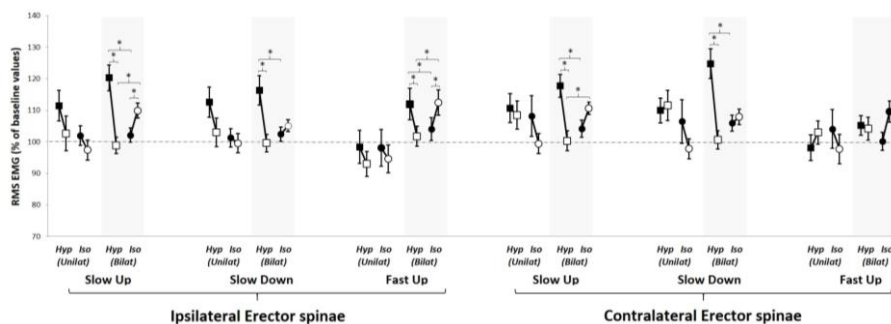 RMS EMG (% of baseline values)
140
130
120
110
100
90
80
70
* * * * * * * * * * * * * * *
Hyp Iso Hyp Iso Hyp Iso Hyp Iso Hyp Iso Hyp Iso Hyp Iso Hyp Iso Hyp Iso Hyp Iso Hyp Iso Hyp Iso
(Unilat) (Bilat) (Unilat) (Bilat) (Unilat) (Bilat) (Unilat) (Bilat) (Unilat) (Bilat) (Unilat) (Bilat)
Slow Up Slow Down Fast Up Slow Up Slow Down Fast Up
Ipsilateral Erector spinae Contralateral Erector spinae